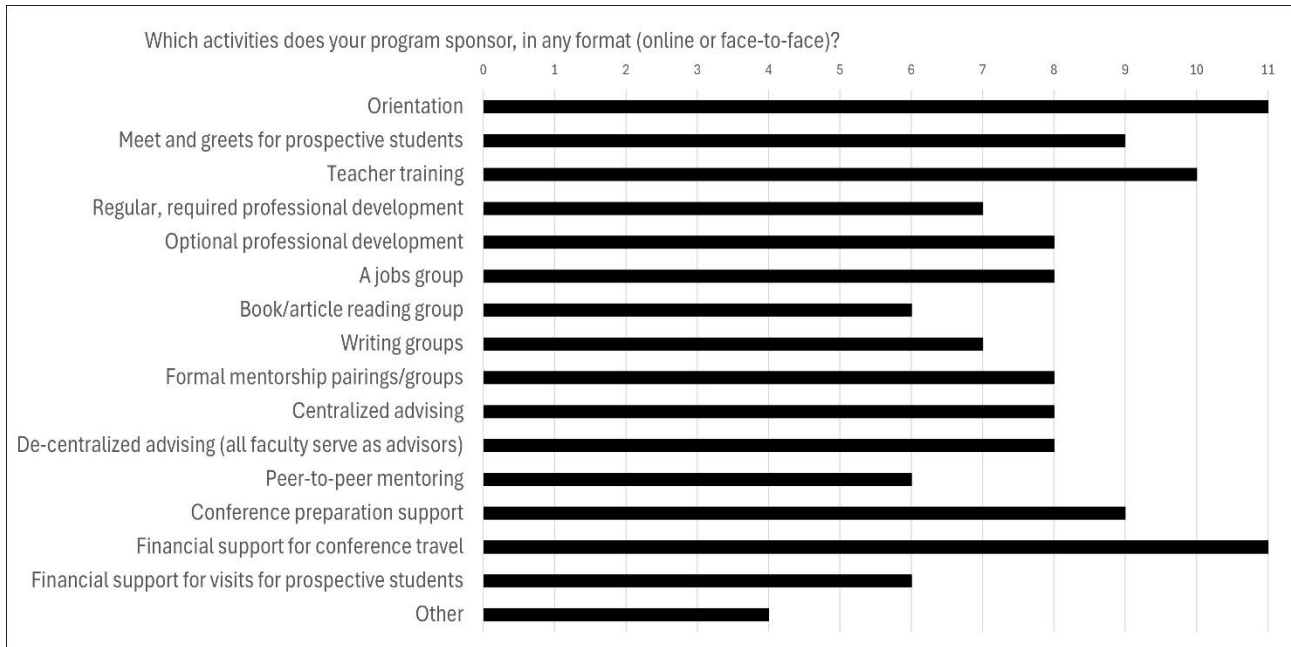 Which activities does your program sponsor, in any format (online or face-to-face)?
0 1 2 3 4 5 6 7 8 9 10 11
Orientation
Meet and greets for prospective students
Teacher training
Regular, required professional development
Optional professional development
A jobs group
Book/article reading group
Writing groups
Formal mentorship pairings/groups
Centralized advising
De-centralized advising (all faculty serve as advisors)
Peer-to-peer mentoring
Conference preparation support
Financial support for conference travel
Financial support for visits for prospective students
Other